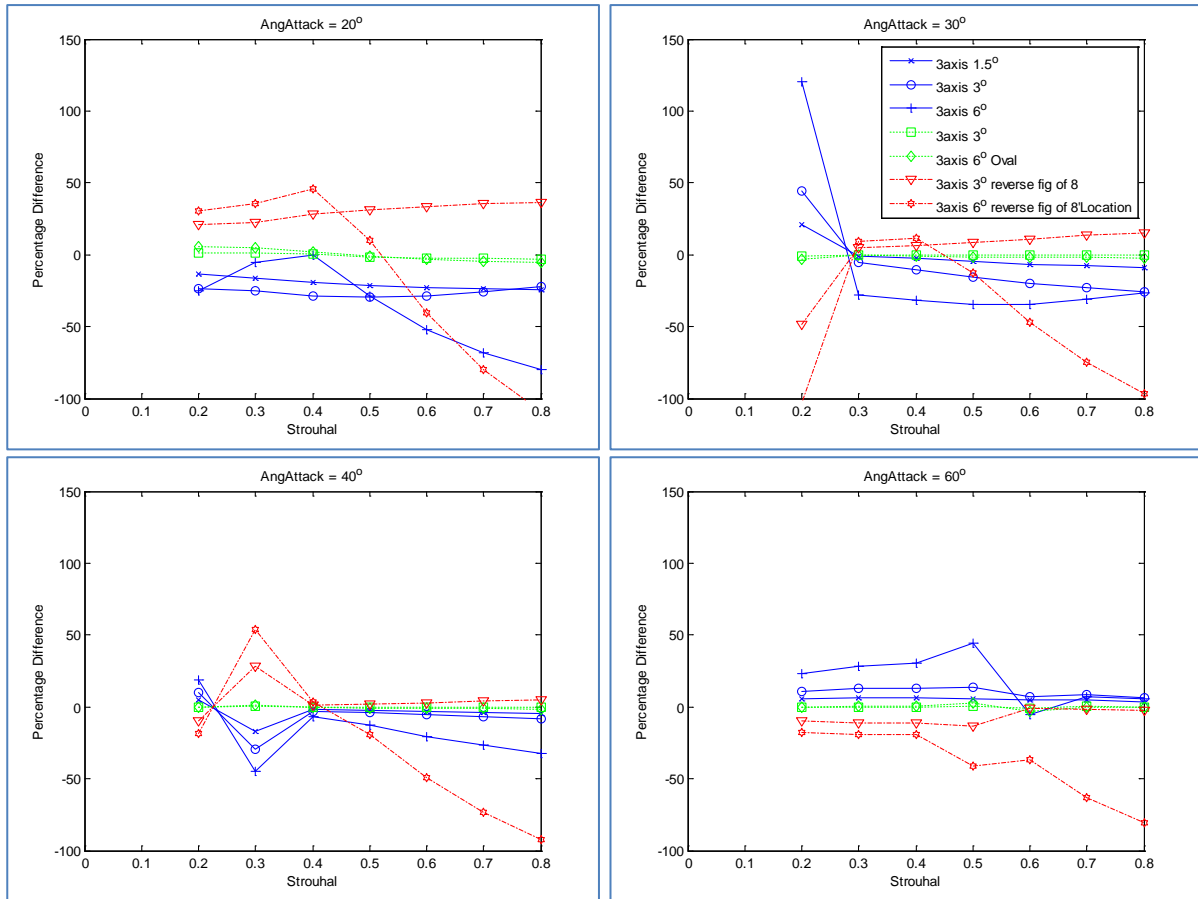 AngAttack = 20°
150
100
50
0
-50
-100
Percentage Difference
0 0.1 0.2 0.3 0.4 0.5 0.6 0.7 0.8
Strouhal
AngAttack = 30°
150
100
50
0
-50
-100
Percentage Difference
3axis 1.5°
3axis 3°
3axis 6°
3axis 3°
3axis 6° Oval
3axis 3° reverse fig of 8
3axis 6° reverse fig of 8'Location
0 0.1 0.2 0.3 0.4 0.5 0.6 0.7 0.8
Strouhal
AngAttack = 40°
150
100
50
0
-50
-100
Percentage Difference
0 0.1 0.2 0.3 0.4 0.5 0.6 0.7 0.8
Strouhal
AngAttack = 60°
150
100
50
0
-50
-100
Percentage Difference
0 0.1 0.2 0.3 0.4 0.5 0.6 0.7 0.8
Strouhal